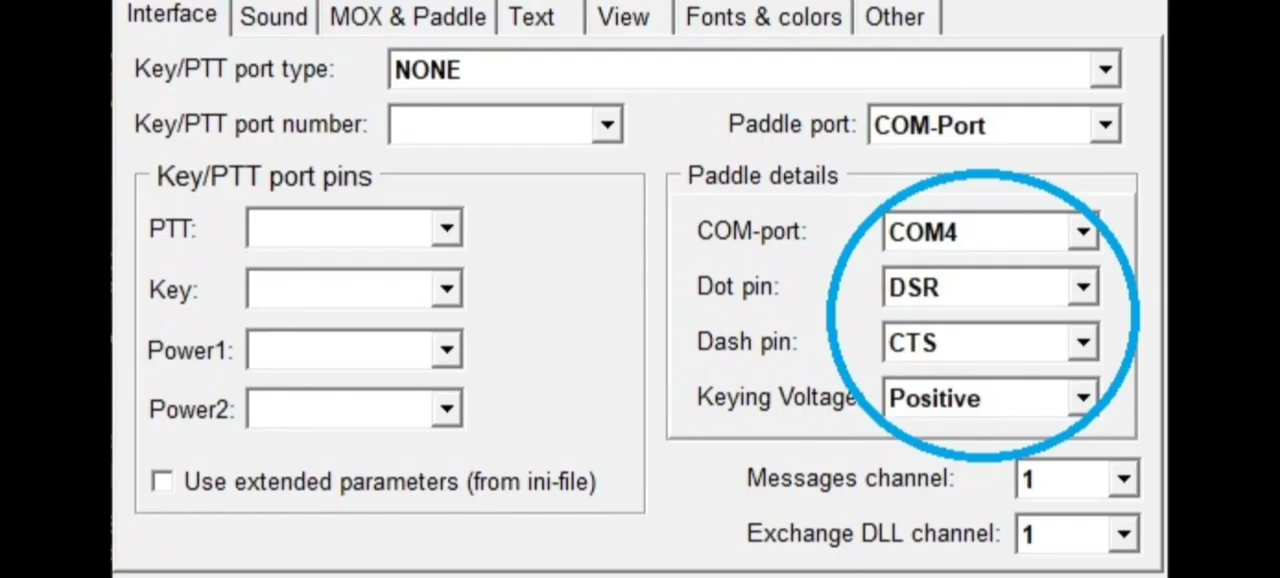 Interface Sound MOX & Paddle Text View Fonts & colors Other
Key/PTT port type: NONE
Key/PTT port number: Paddle port: COM-Port
Key/PTT port pins
PTT:
Key:
Power1:
Power2:
Use extended parameters (from ini-file)
Paddle details
COM-port: COM4
Dot pin: DSR
Dash pin: CTS
Keying Voltage Positive
Messages channel: 1
Exchange DLL channel: 1